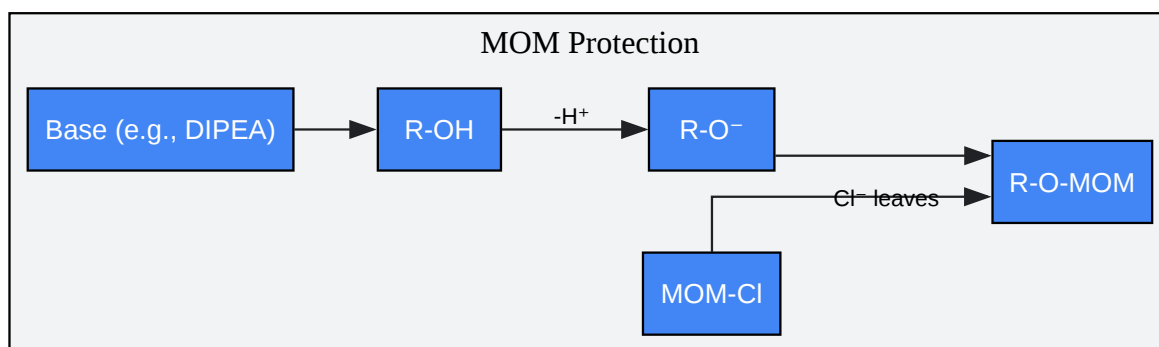 MOM Protection
Base (e.g., DIPEA)
R-OH
-H⁺
R-O⁻
R-O-MOM
Cl⁻ leaves
MOM-Cl